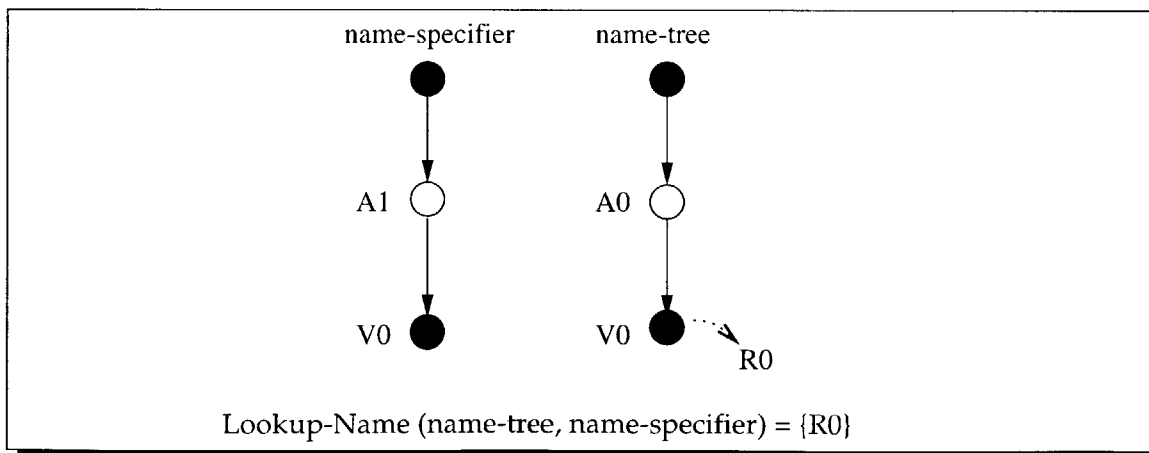 name-specifier name-tree
A1 A0
V0 V0
R0
Lookup-Name (name-tree, name-specifier) = {R0}